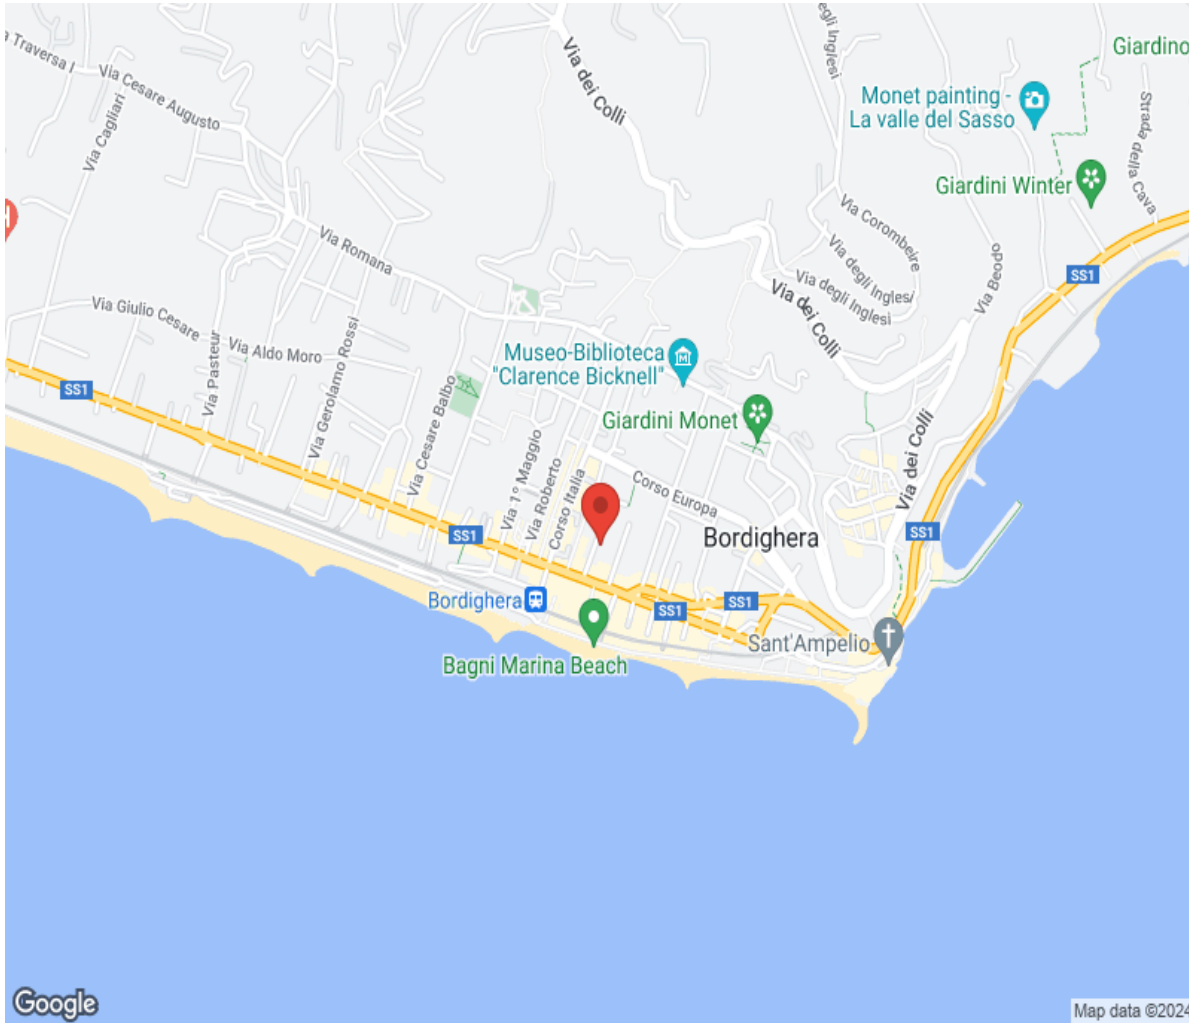 egli Inglesi
Giardino
a Traversa I
Via Cesare Augusto
Via Cagliari
Via dei Colli
Monet painting -
La valle del Sasso
Strada della Cava
Giardini Winter
Via Corombeire
Via Romana
Via degli Inglesi
Via degli Inglesi
Via Beodo
SS1
Via dei Colli
Via Giulio Cesare
Via Aldo Moro
Via Pasteur
Via Gerolamo Rossi
Museo-Biblioteca
"Clarence Bicknell"
SS1
Via Cesare Balbo
Giardini Monet
Via dei Colli
Via 1º Maggio
Via Roberto
Corso Italia
Corso Europa
SS1
Bordighera
SS1
Bordighera
SS1
SS1
Sant'Ampelio
Bagni Marina Beach
Google
Map data ©2024